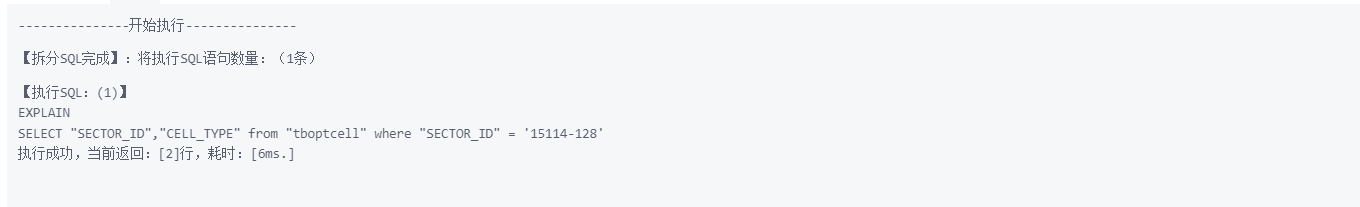 ---------------开始执行---------------
【拆分SQL完成】：将执行SQL语句数量：（1条）
【执行SQL：(1)】
EXPLAIN
SELECT "SECTOR_ID","CELL_TYPE" from "tboptcell" where "SECTOR_ID" = '15114-128'
执行成功，当前返回：[2]行，耗时：[6ms.]